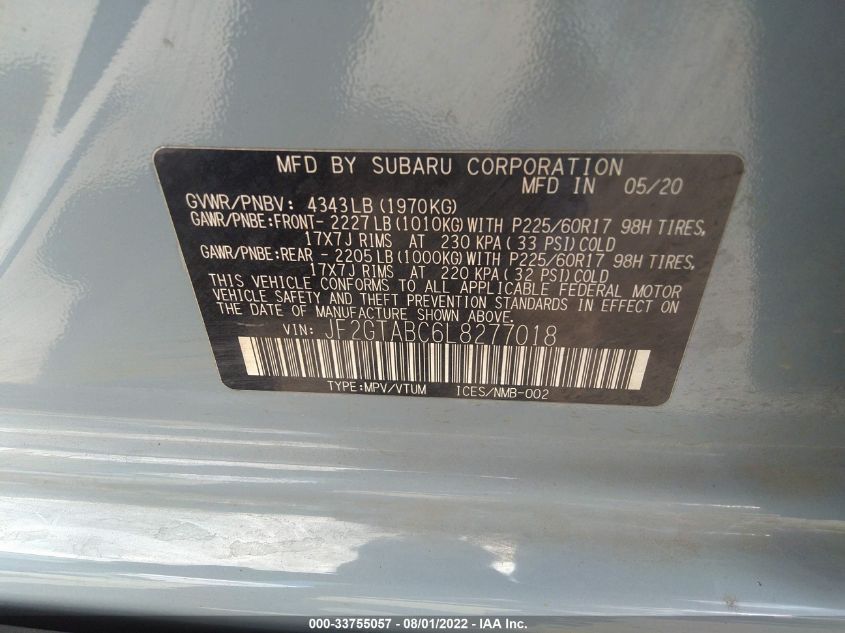 MFD BY SUBARU CORPORATION
MFD IN 05/20
GVWR/PNBV: 4343LB(1970KG)
GAWR/PNBE:FRONT- 2227LB(1010KG)WITH P225/60R17 98H TIRES,
17X7J RIMS AT 230 KPA(33 PSI)COLD
GAWR/PNBE:REAR - 2205LB(1000KG)WITH P225/60R17 98H TIRES,
17X7J RIMS AT 220 KPA(32 PSI)COLD
THIS VEHICLE CONFORMS TO ALL APPLICABLE FEDERAL MOTOR
VEHICLE SAFETY AND THEFT PREVENTION STANDARDS IN EFFECT ON
THE DATE OF MANUFACTURE SHOWN ABOVE.
VIN: JF2GTABC6L8277018
TYPE:MPV/VTUM ICES/NMB-002
000-33755057 - 08/01/2022 - IAA Inc.